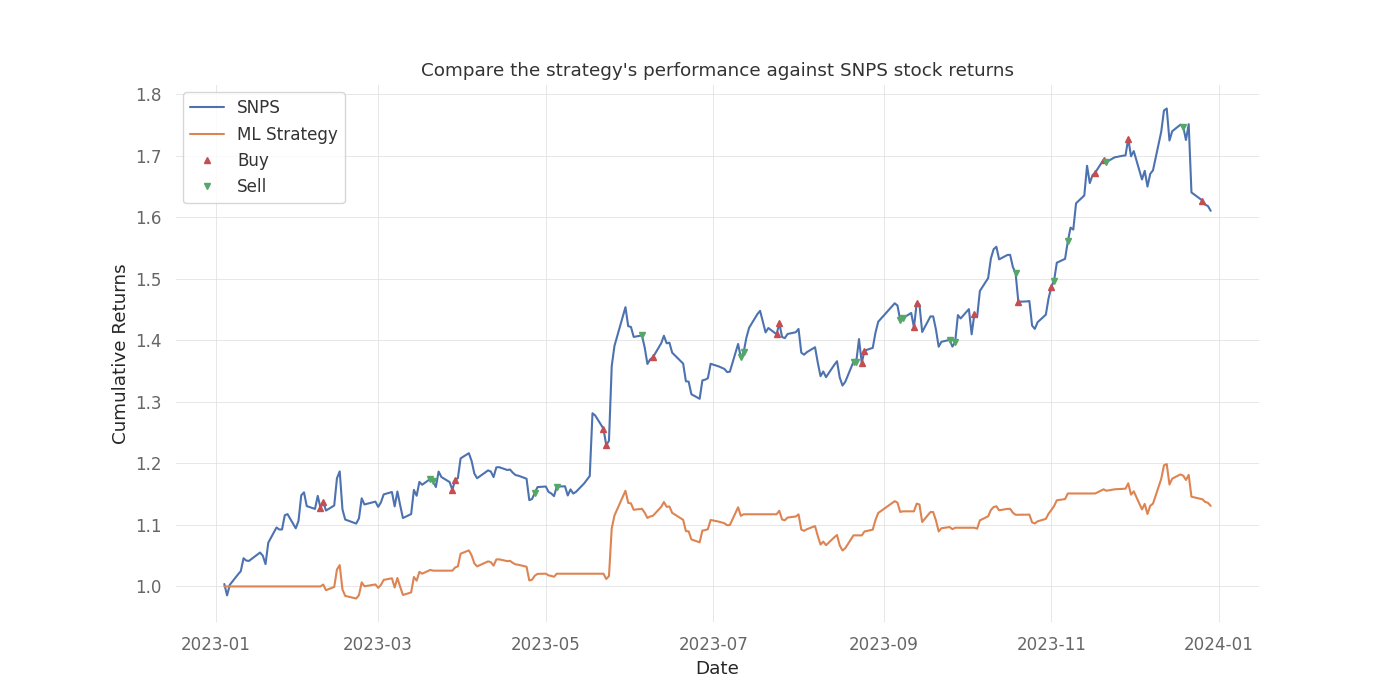 Compare the strategy's performance against SNPS stock returns
SNPS
ML Strategy
Buy
Sell
Cumulative Returns
1.8
1.7
1.6
1.5
1.4
1.3
1.2
1.1
1.0
2023-01 2023-03 2023-05 2023-07 2023-09 2023-11 2024-01
Date